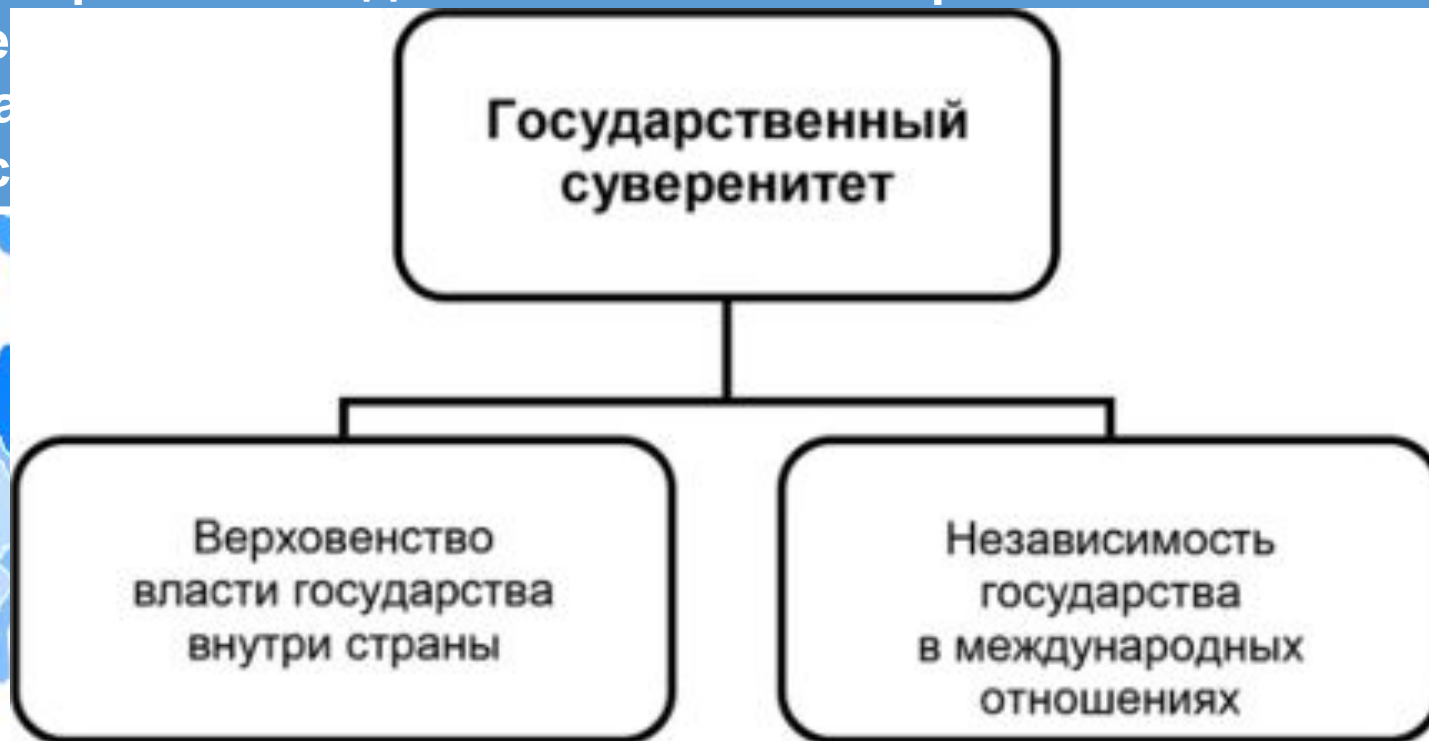 Государственный
суверенитет
Верховенство
власти государства
внутри страны
Независимость
государства
в международных
отношениях